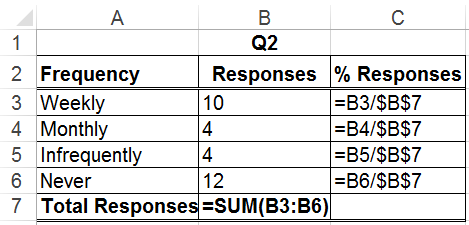 A B C
1 Q2
2 Frequency Responses % Responses
3 Weekly 10 =B3/$B$7
4 Monthly 4 =B4/$B$7
5 Infrequently 4 =B5/$B$7
6 Never 12 =B6/$B$7
7 Total Responses =SUM(B3:B6)